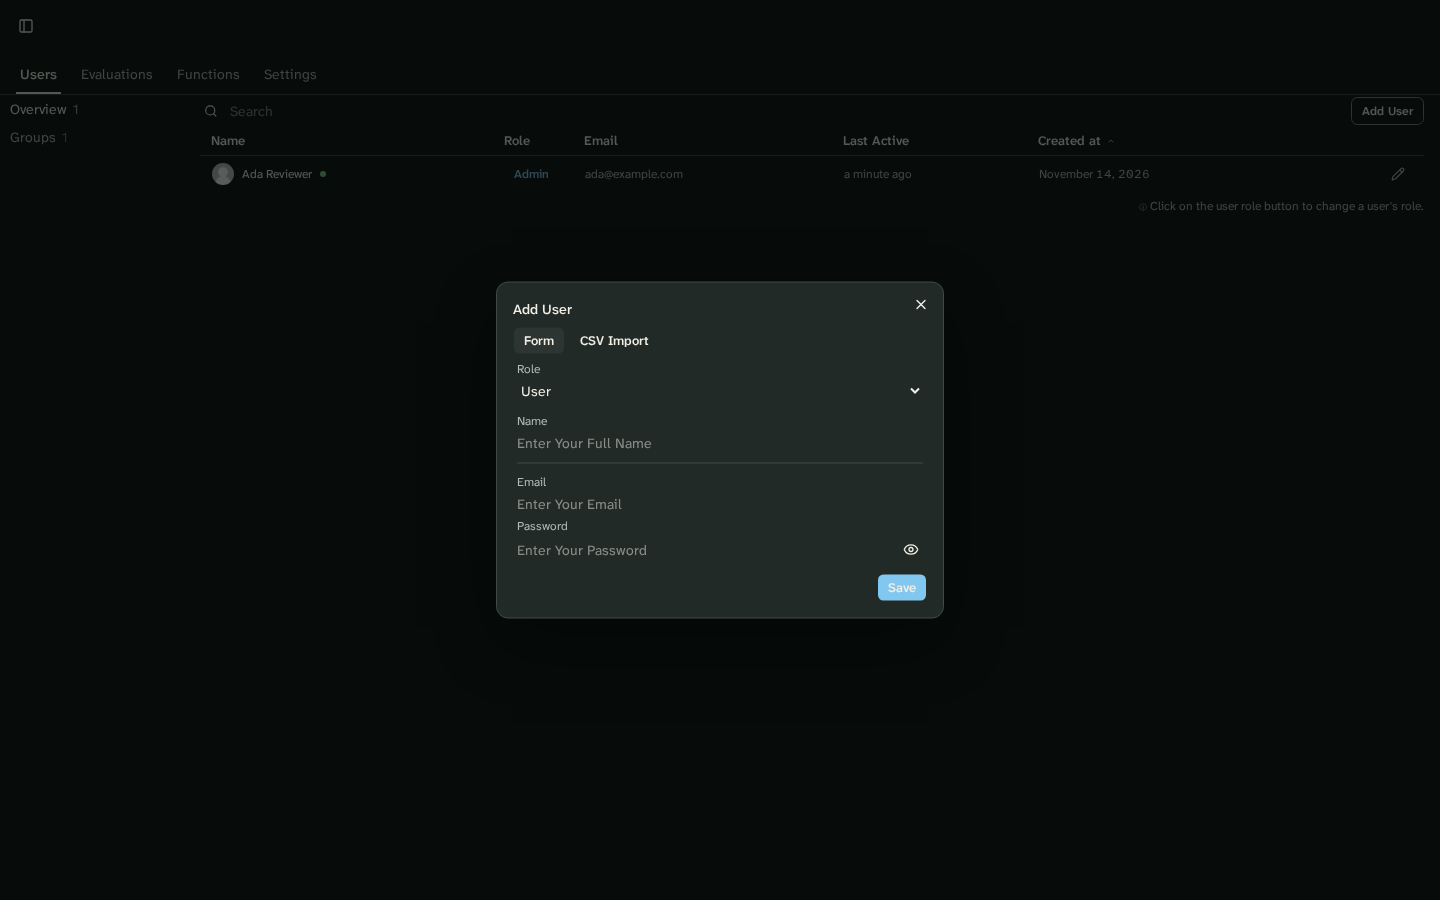 Users Evaluations Functions Settings
Overview 1
Groups 1
Search
Add User
Name Role Email Last Active Created at
Ada Reviewer Admin ada@example.com a minute ago November 14, 2026
Click on the user role button to change a user's role.
Add User
Form CSV Import
Role
User
Name
Enter Your Full Name
Email
Enter Your Email
Password
Enter Your Password
Save